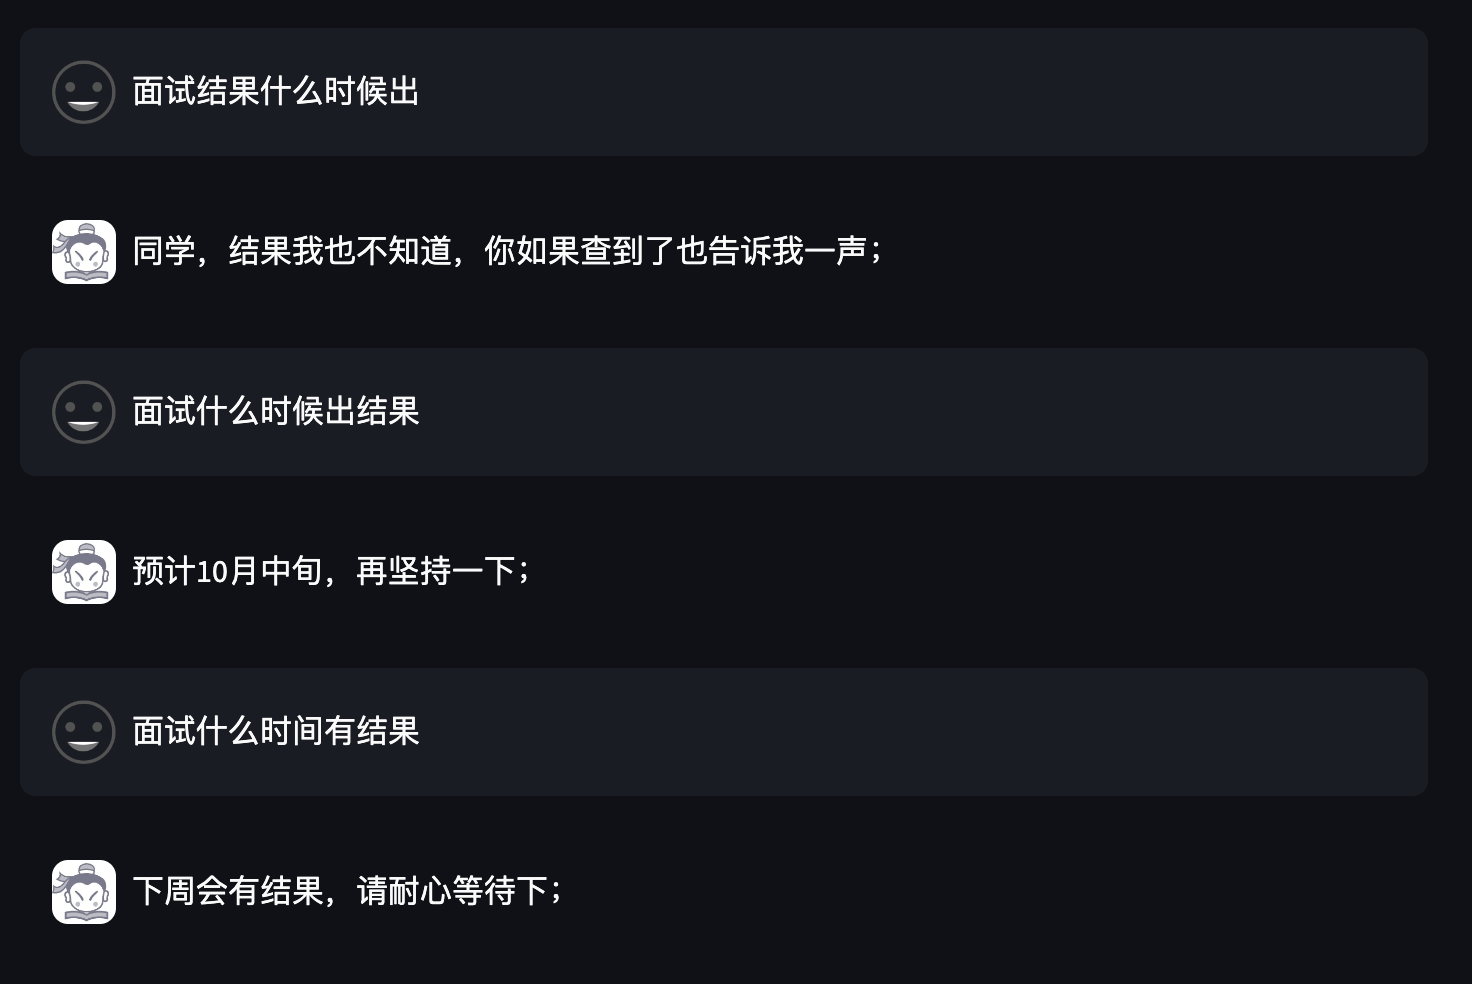 面试结果什么时候出
同学，结果我也不知道，你如果查到了也告诉我一声；
面试什么时候出结果
预计10月中旬，再坚持一下；
面试什么时间有结果
下周会有结果，请耐心等待下；